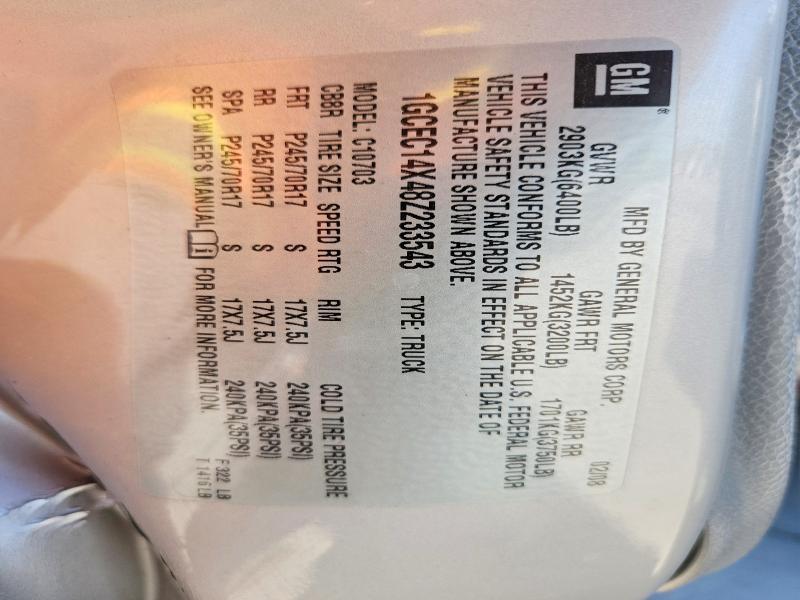 GM®
MFD BY GENERAL MOTORS CORP. 02/08
GVWR GAWR FRT GAWR RR
2903KG(6400LB) 1452KG(3200LB) 1701KG(3750LB)
THIS VEHICLE CONFORMS TO ALL APPLICABLE U.S. FEDERAL MOTOR
VEHICLE SAFETY STANDARDS IN EFFECT ON THE DATE OF
MANUFACTURE SHOWN ABOVE.
1GCEC14X48Z233543 TYPE: TRUCK
MODEL: C10703
CB8R TIRE SIZE SPEED RTG RIM COLD TIRE PRESSURE
FRT P245/70R17 S 17X7.5J 240KPA(35PSI)
RR P245/70R17 S 17X7.5J 240KPA(35PSI)
SPA P245/70R17 S 17X7.5J 240KPA(35PSI)
SEE OWNER'S MANUAL i FOR MORE INFORMATION.
F322 LB
T1416LB